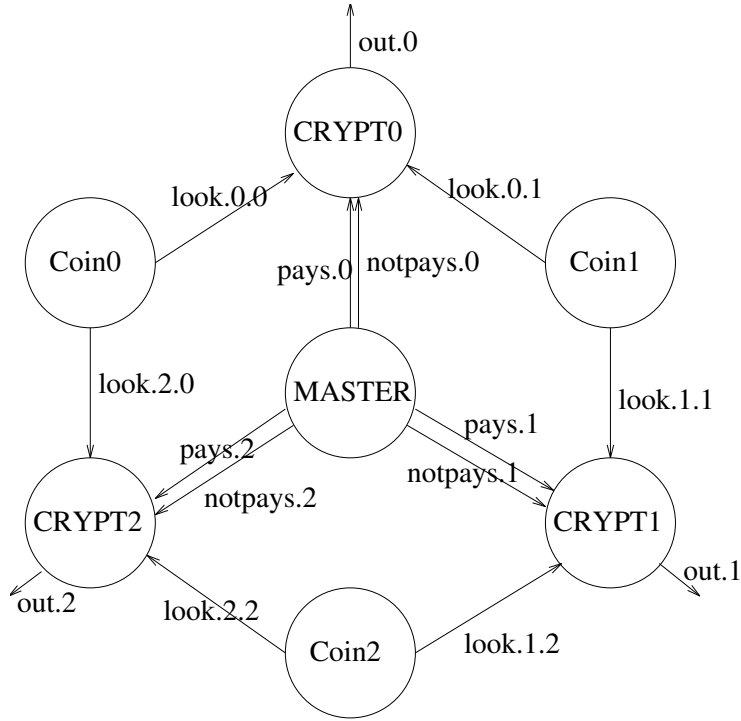 out.0
CRYPT0
look.0.0
look.0.1
Coin0
pays.0
notpays.0
Coin1
look.2.0
MASTER
look.1.1
pays.2
pays.1
notpays.2
notpays.1
CRYPT2
CRYPT1
out.2
out.1
look.2.2
Coin2
look.1.2